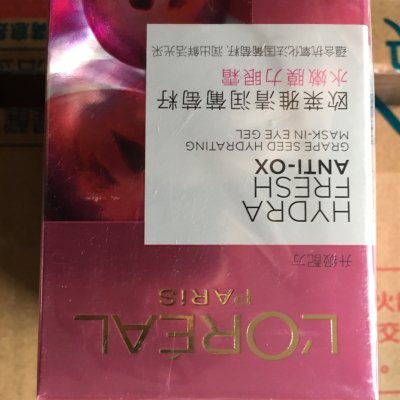 L'ORÉAL
PARiS
升级配方
HYDRA
FRESH
ANTI-OX
GRAPE SEED HYDRATING
MASK-IN EYE GEL
欧莱雅清润葡萄籽
水嫩膜力眼霜
蕴含抗氧化法国葡萄籽,润出鲜活光采
火
交